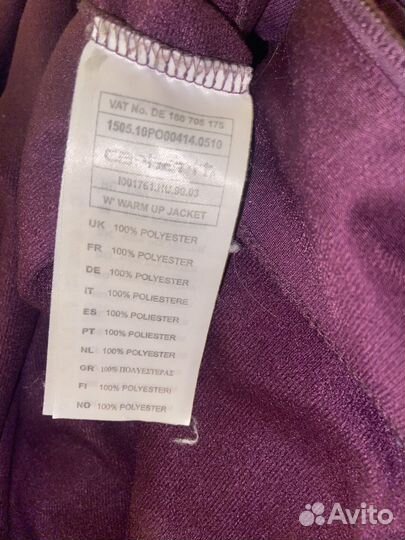 VAT No. DE 180 705 175
1505.10PO00414.0510
W' WARM UP JACKET
UK 100% POLYESTER
FR 100% POLYESTER
DE 100% POLYESTER
IT 100% POLIESTERE
ES 100% POLIESTER
PT 100% POLIESTER
NL 100% POLYESTER
GR 100% ΠΟΛΥΕΣΤΕΡΑΣ
FI 100% POLYESTERI
NO 100% POLYESTER
Avito